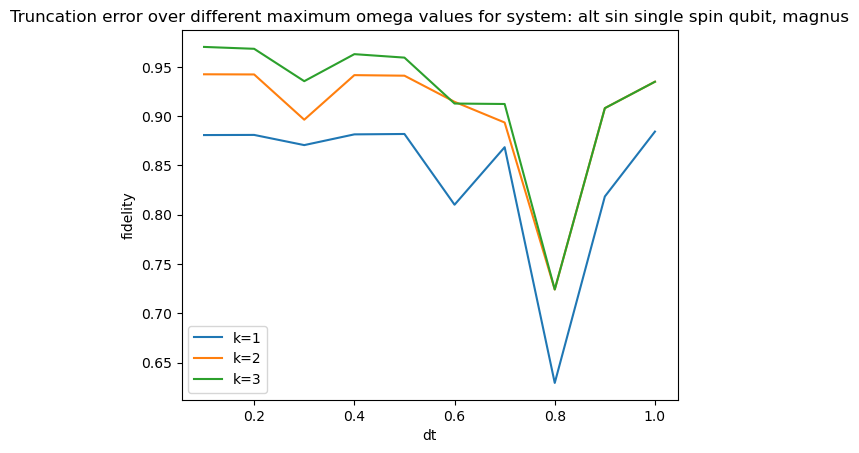 Truncation error over different maximum omega values for system: alt sin single spin qubit, magnus
fidelity
0.95
0.90
0.85
0.80
0.75
0.70
0.65
k=1
k=2
k=3
0.2
0.4
0.6
0.8
1.0
dt